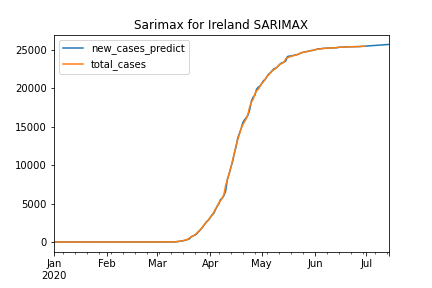 Sarimax for Ireland SARIMAX
new_cases_predict
total_cases
25000
20000
15000
10000
5000
0
Jan Feb Mar Apr May Jun Jul
2020